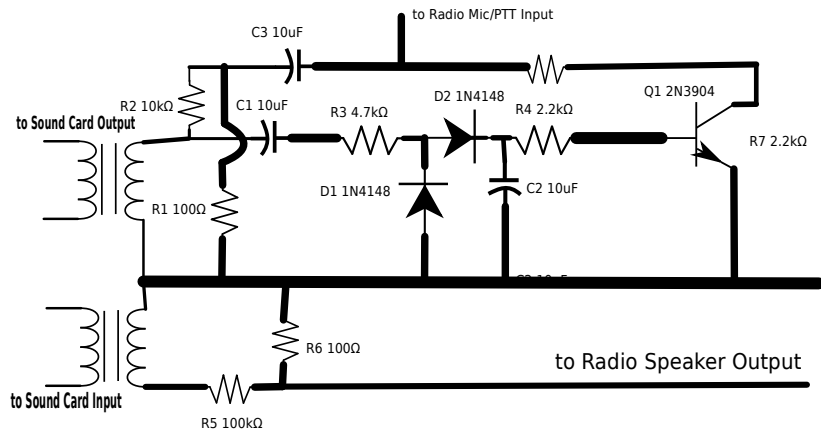 to Radio Mic/PTT Input
C3 10uF
D2 1N4148
Q1 2N3904
R2 10kΩ
C1 10uF
R3 4.7kΩ
R4 2.2kΩ
to Sound Card Output
R7 2.2kΩ
D1 1N4148
C2 10uF
R1 100Ω
C3 10uF
R6 100Ω
to Radio Speaker Output
to Sound Card Input
R5 100kΩ